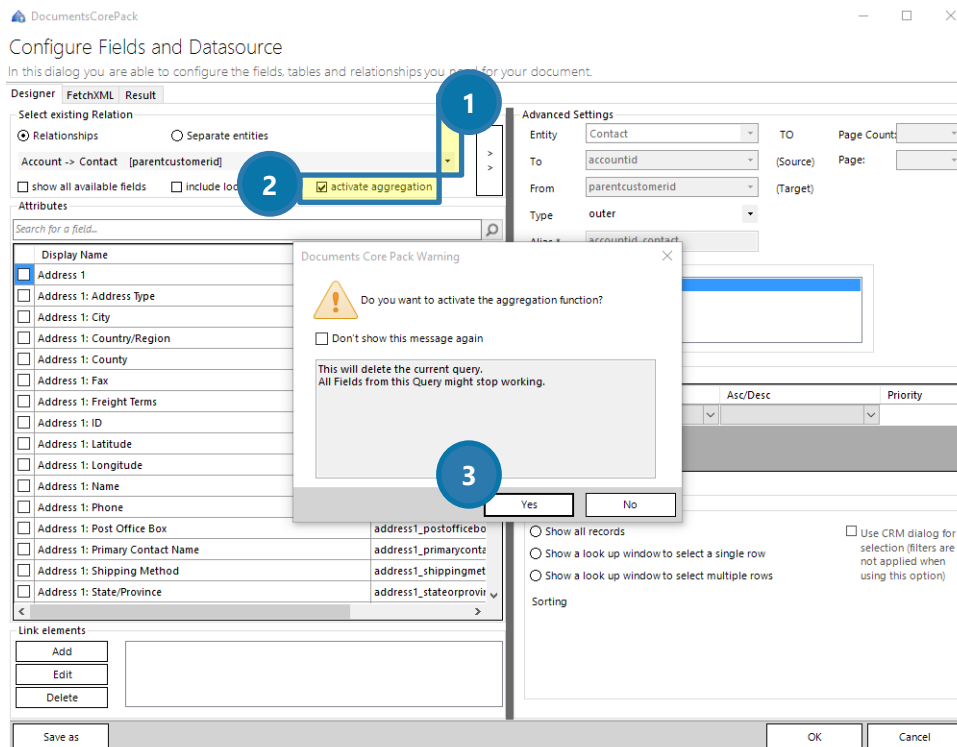 DocumentsCorePack
Configure Fields and Datasource
In this dialog you are able to configure the fields, tables and relationships you need for your document.
Designer FetchXML Result
Select existing Relation
Relationships Separate entities
Account -> Contact [parentcustomerid]
show all available fields include loo activate aggregation
1
2
> >
Attributes
Search for a field...
Display Name
Address 1
Address 1: Address Type
Address 1: City
Address 1: Country/Region
Address 1: County
Address 1: Fax
Address 1: Freight Terms
Address 1: ID
Address 1: Latitude
Address 1: Longitude
Address 1: Name
Address 1: Phone
Address 1: Post Office Box address1_postofficebo
Address 1: Primary Contact Name address1_primaryconta
Address 1: Shipping Method address1_shippingmet
Address 1: State/Province address1_stateorprovin
Link elements
Add
Edit
Delete
Save as
Advanced Settings
Entity Contact TO Page Count:
To accountid (Source) Page:
From parentcustomerid (Target)
Type outer
Alias * accountid_contact
Documents Core Pack Warning
Do you want to activate the aggregation function?
Don't show this message again
This will delete the current query.
All Fields from this Query might stop working.
3
Yes No
Asc/Desc Priority
Show all records
Show a look up window to select a single row
Show a look up window to select multiple rows
Use CRM dialog for
selection (filters are
not applied when
using this option)
Sorting
OK Cancel